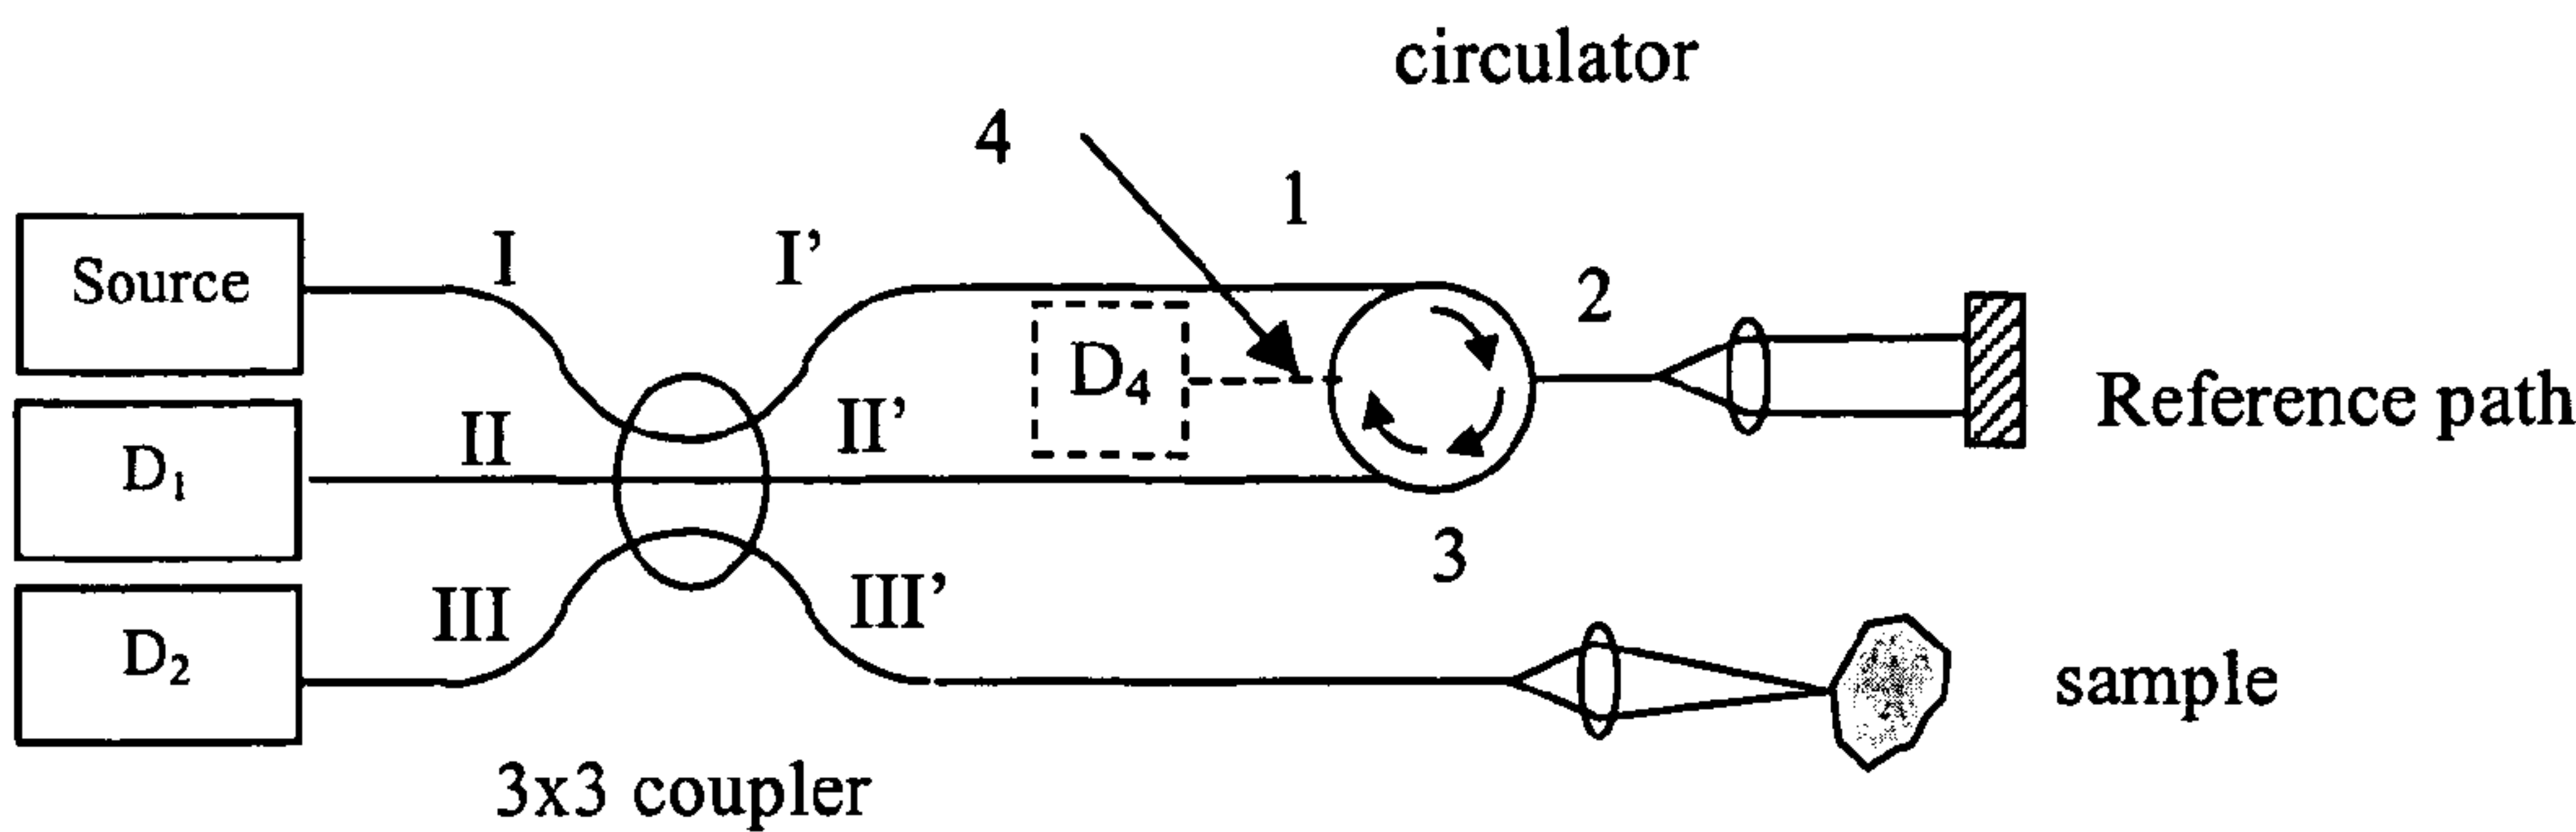 circulator
4
1
I
I’
2
Source
D4
II
II’
Reference path
D1
3
III
III’
D2
sample
3x3 coupler